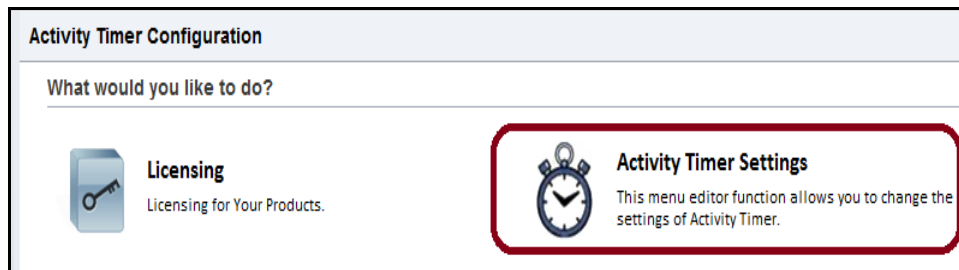 Activity Timer Configuration
What would you like to do?
Licensing
Licensing for Your Products.
Activity Timer Settings
This menu editor function allows you to change the
settings of Activity Timer.